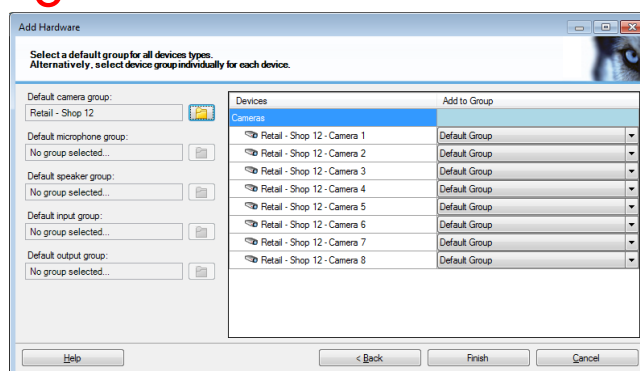 Add Hardware
Select a default group for all devices types.
Alternatively, select device group individually for each device.
Default camera group:
Retail - Shop 12
Default microphone group:
No group selected...
Default speaker group:
No group selected...
Default input group:
No group selected...
Default output group:
No group selected...
Devices Add to Group
Cameras
Retail - Shop 12 - Camera 1 Default Group
Retail - Shop 12 - Camera 2 Default Group
Retail - Shop 12 - Camera 3 Default Group
Retail - Shop 12 - Camera 4 Default Group
Retail - Shop 12 - Camera 5 Default Group
Retail - Shop 12 - Camera 6 Default Group
Retail - Shop 12 - Camera 7 Default Group
Retail - Shop 12 - Camera 8 Default Group
Help < Back Finish Cancel